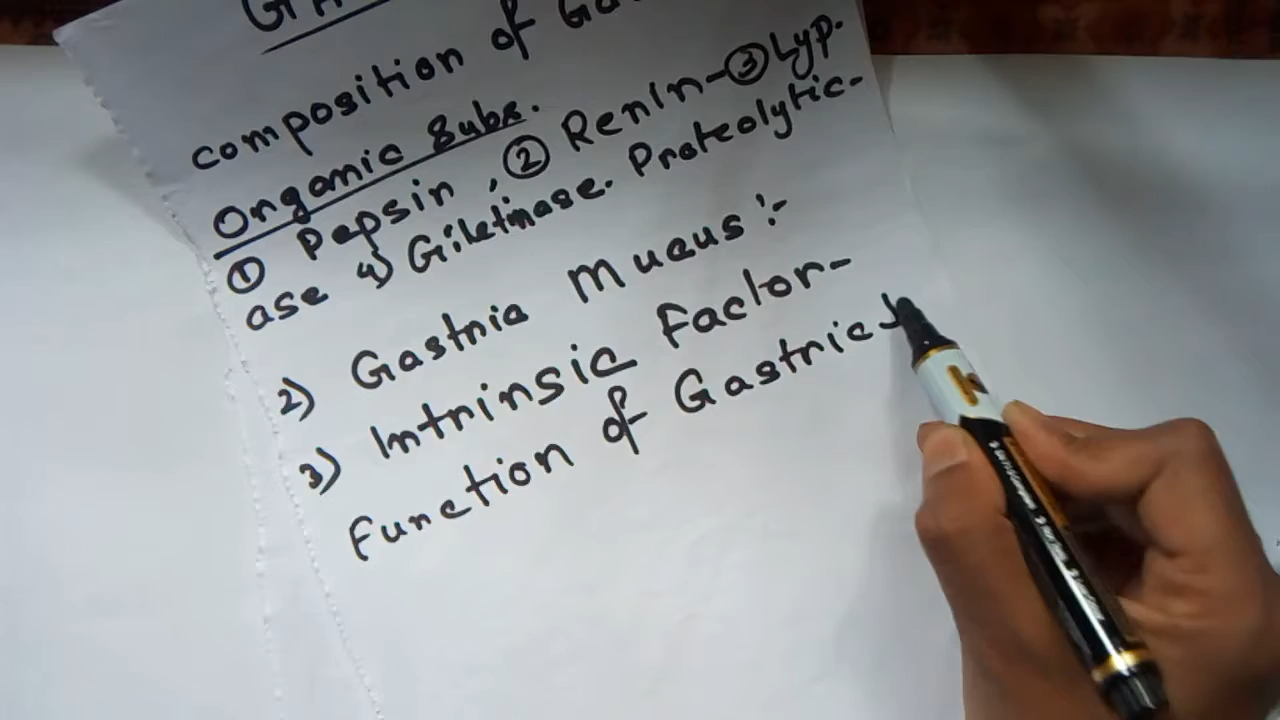 composition of Ga
Organic Subs.
① Pepsin, ② Renin-③ Lyp.
ase 4) Giletinase. Proteolytic-
2) Gastric Mucus :-
3) Intrinsic Factor-
Function of Gastric J